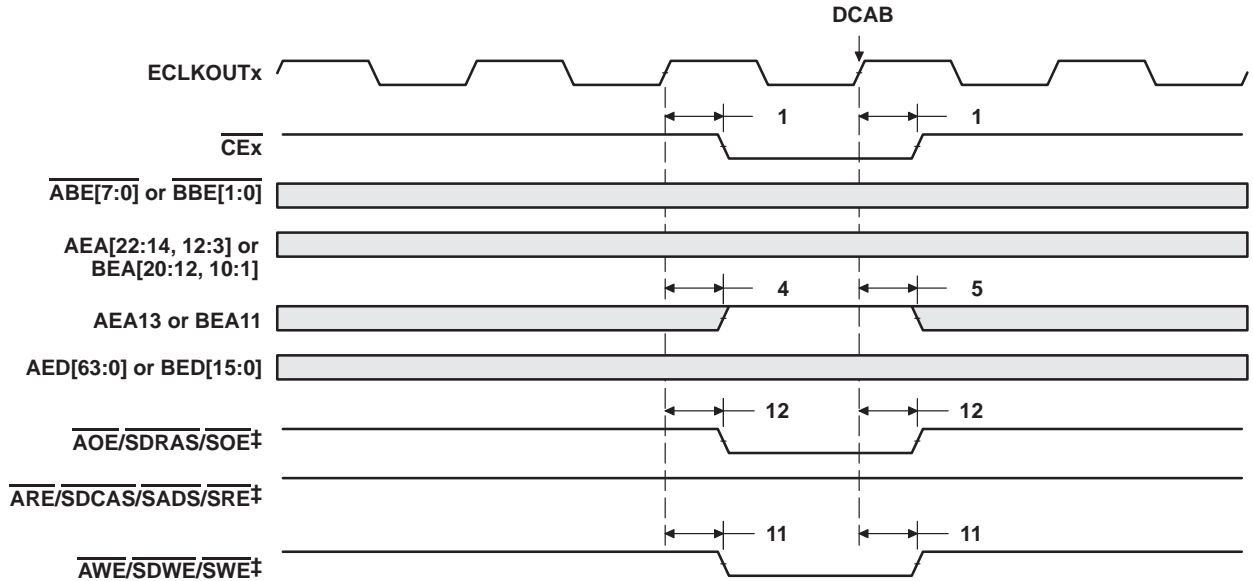 DCAB
ECLKOUTx
1 1
CEx
ABE[7:0] or BBE[1:0]
AEA[22:14, 12:3] or
BEA[20:12, 10:1]
4 5
AEA13 or BEA11
AED[63:0] or BED[15:0]
12 12
AOE/SDRAS/SOE‡
ARE/SDCAS/SADS/SRE‡
11 11
AWE/SDWE/SWE‡